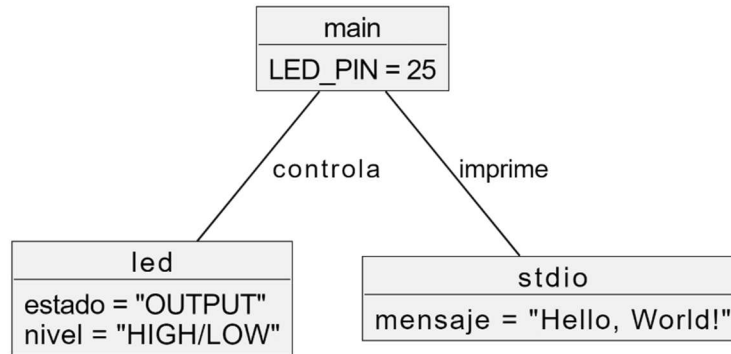 main
LED_PIN = 25
controla
imprime
led
estado = "OUTPUT"
nivel = "HIGH/LOW"
stdio
mensaje = "Hello, World!"